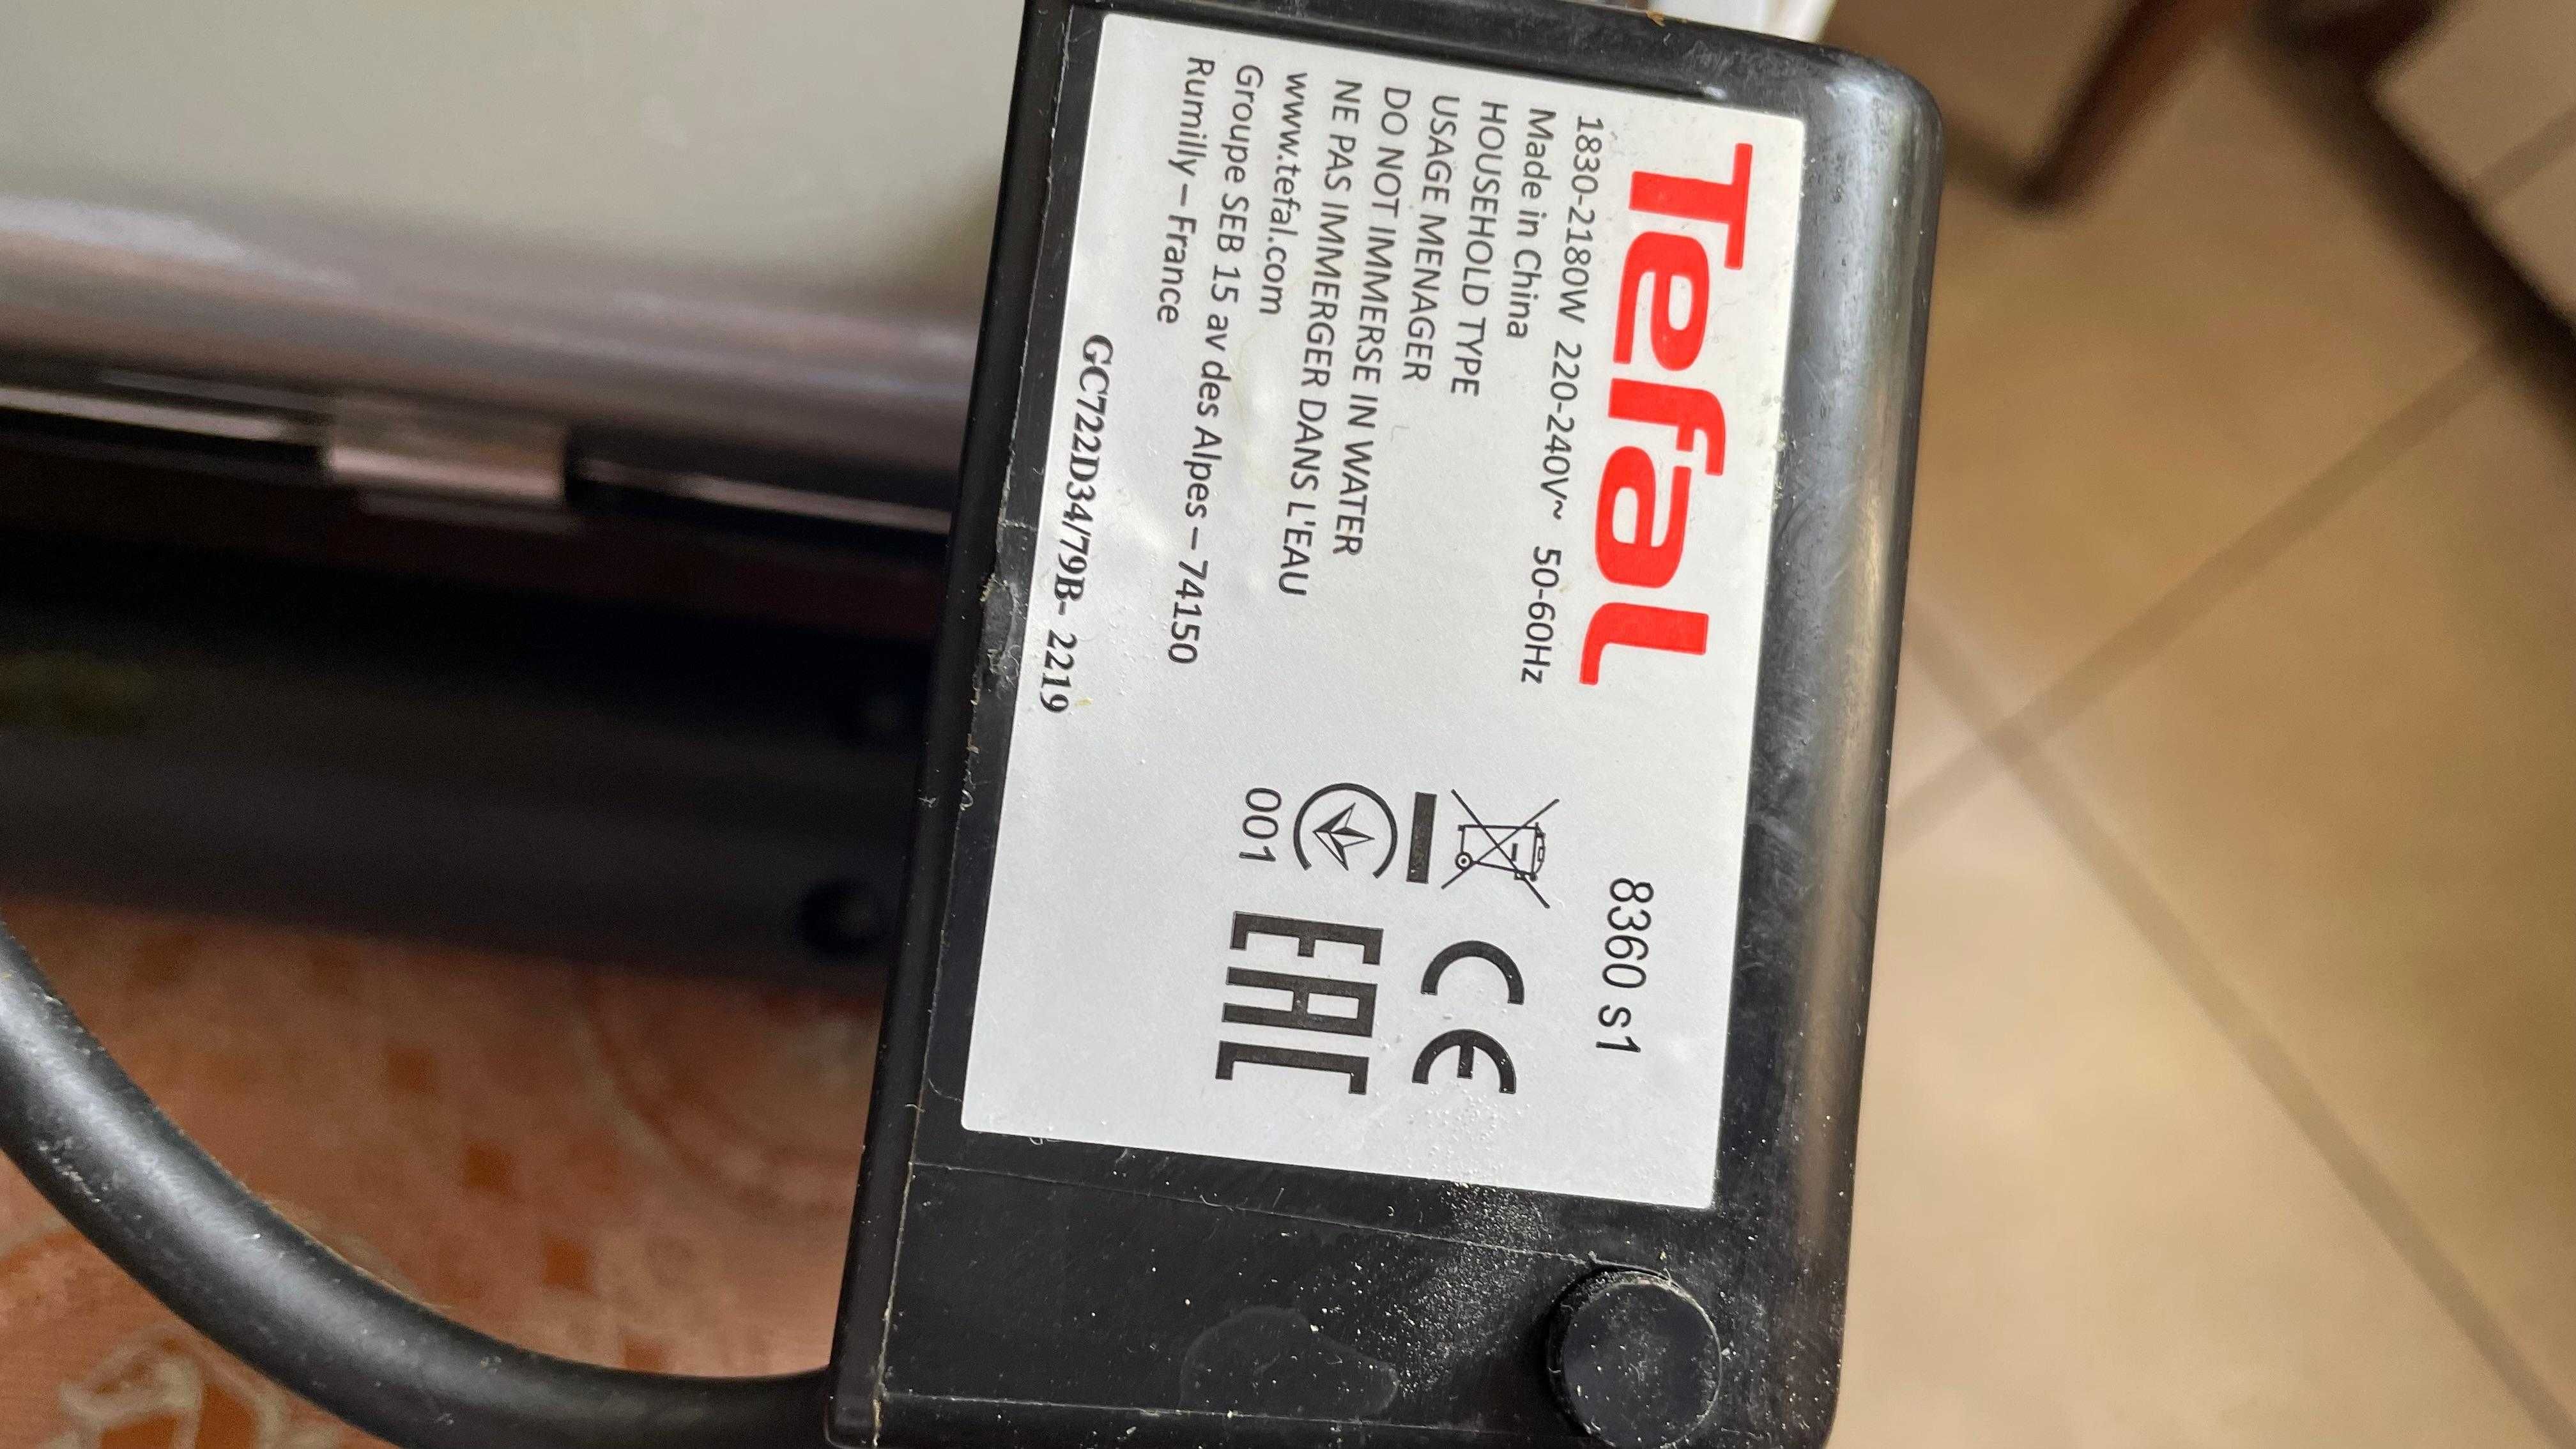 Tefal
8360 s1
1830-2180W 220-240V~ 50-60Hz
Made in China
HOUSEHOLD TYPE
USAGE MENAGER
DO NOT IMMERSE IN WATER
NE PAS IMMERGER DANS L'EAU
www.tefal.com
Groupe SEB 15 av des Alpes – 74150
Rumilly – France
CE
001
EAC
GC722D34/79B- 2219